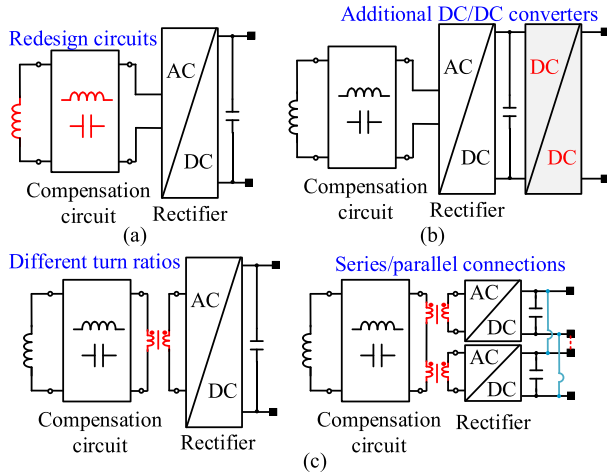 Redesign circuits
AC
DC
Compensation
circuit
Rectifier
(a)
Additional DC/DC converters
AC
DC
DC
DC
Compensation
circuit
Rectifier
(b)
Different turn ratios
AC
DC
Compensation
circuit
Rectifier
Series/parallel connections
AC
DC
AC
DC
Compensation
circuit
Rectifier
(c)